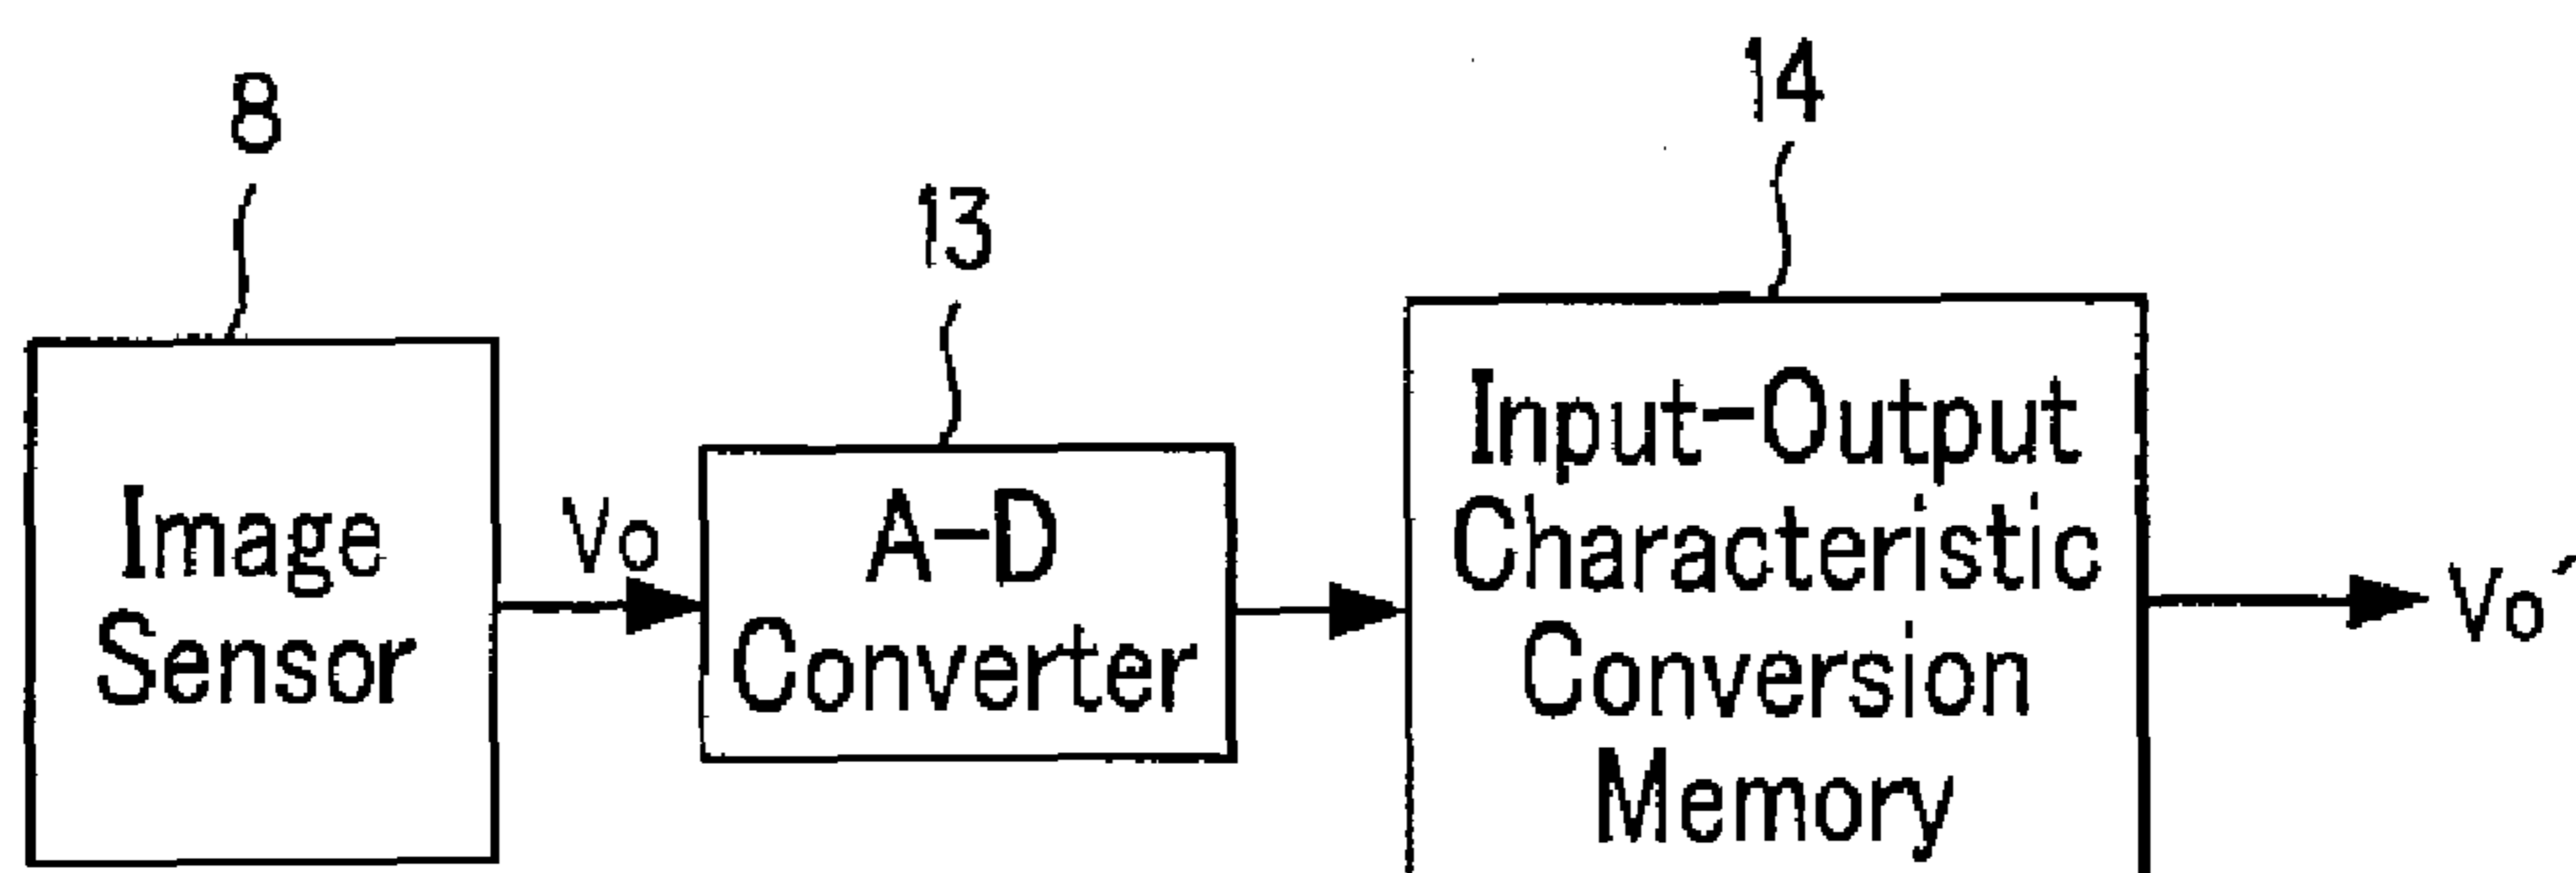 8
13
14
Image
Sensor
Vo
A-D
Converter
Input-Output
Characteristic
Conversion
Memory
Vo´